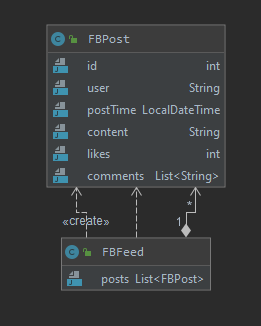 C FBPost
id int
user String
postTime LocalDateTime
content String
likes int
comments List<String>
*
«create» 1
C FBFeed
posts List<FBPost>